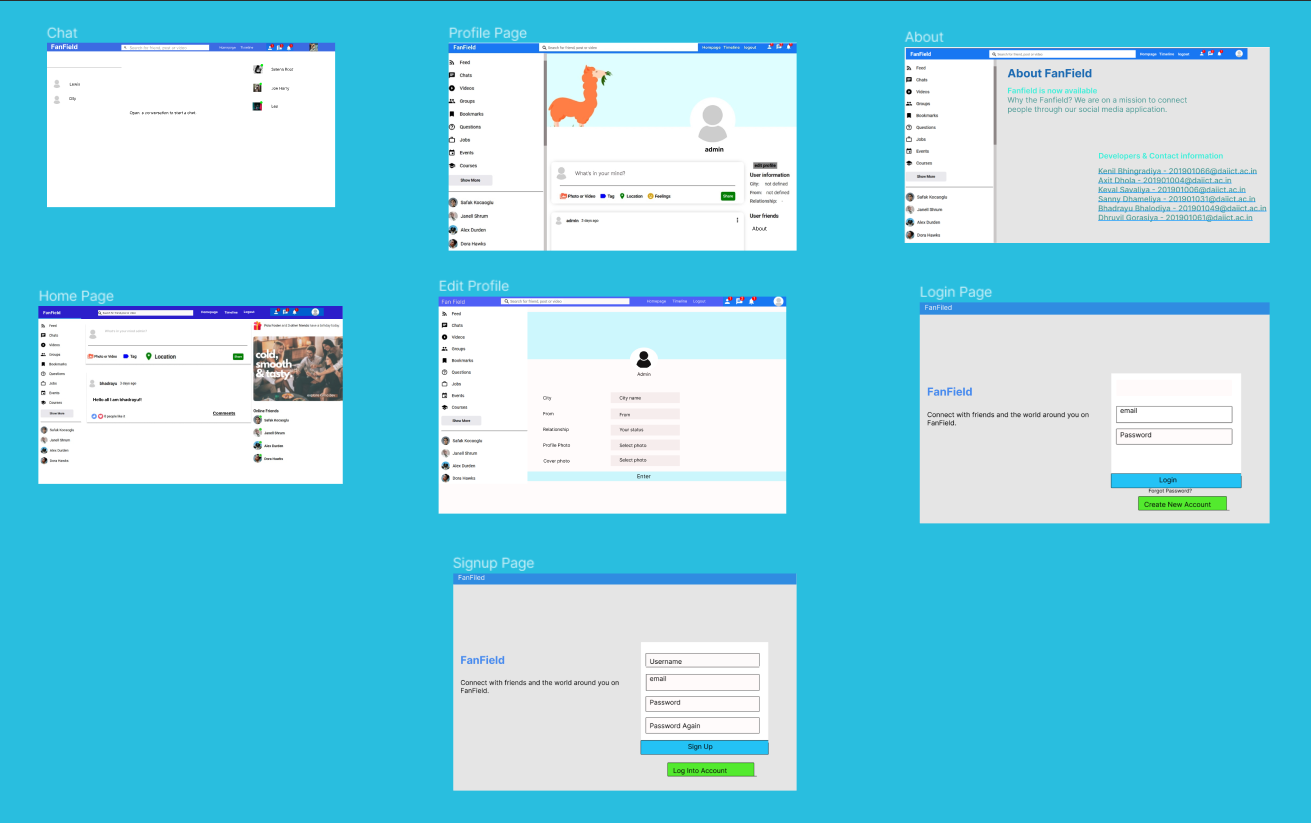 Chat
FanField
Search for friend, post or video
Homepage Timeline
Lewis
City
Open a conversation to start a chat.
Selena Root
Joe Harry
Leo
Profile Page
FanField
Search for friend, post or video
Homepage Timeline logout
Feed
Chats
Videos
Groups
Bookmarks
Questions
Jobs
Events
Courses
Show More
Safak Kocaoglu
Janell Shrum
Alex Durden
Dora Hawks
admin
What's in your mind?
Photo or Video Tag Location Feelings Share
admin 3 days ago
edit profile
User information
City: not defined
From: not defined
Relationship: -
User friends
About
About
FanField
Search for friend, post or video
Homepage Timeline logout
Feed
Chats
Videos
Groups
Bookmarks
Questions
Jobs
Events
Courses
Show More
Safak Kocaoglu
Janell Shrum
Alex Durden
Dora Hawks
About FanField
Fanfield is now available
Why the Fanfield? We are on a mission to connect
people through our social media application.
Developers & Contact Information
Kenil Bhingradiya - 201901066@daiict.ac.in
Axit Dhola - 201901004@daiict.ac.in
Keval Savaliya - 201901006@daiict.ac.in
Sanny Dhameliya - 201901031@daiict.ac.in
Bhadrayu Bhalodiya - 201901049@daiict.ac.in
Dhruvil Gorasiya - 201901061@daiict.ac.in
Home Page
FanField
Search for friend, post or video
Homepage Timeline Logout
Feed
Chats
Videos
Groups
Bookmarks
Questions
Jobs
Events
Courses
Show More
Safak Kocaoglu
Janell Shrum
Alex Durden
Dora Hawks
What's in your mind
Photo or Video Tag Location Share
bhadrayu 3 days ago
Hello all I am bhadrayu!!
0 people like it Comments
Pola Foster and 3 other friends have a birthday today
cold,
smooth
& tasty.
Online Friends
Safak Kocaoglu
Janell Shrum
Alex Durden
Dora Hawks
Edit Profile
Fan Field
Search for friend, post or video
Homepage Timeline Logout
Feed
Chats
Videos
Groups
Bookmarks
Questions
Jobs
Events
Courses
Show More
Safak Kocaoglu
Janell Shrum
Alex Durden
Dora Hawks
Admin
City City name
From From
Relationship Your status
Profile Photo Select photo
Cover photo Select photo
Enter
Login Page
FanFiled
FanField
Connect with friends and the world around you on
FanField.
email
Password
Login
Forgot Password?
Create New Account
Signup Page
FanFiled
FanField
Connect with friends and the world around you on
FanField.
Username
email
Password
Password Again
Sign Up
Log Into Account